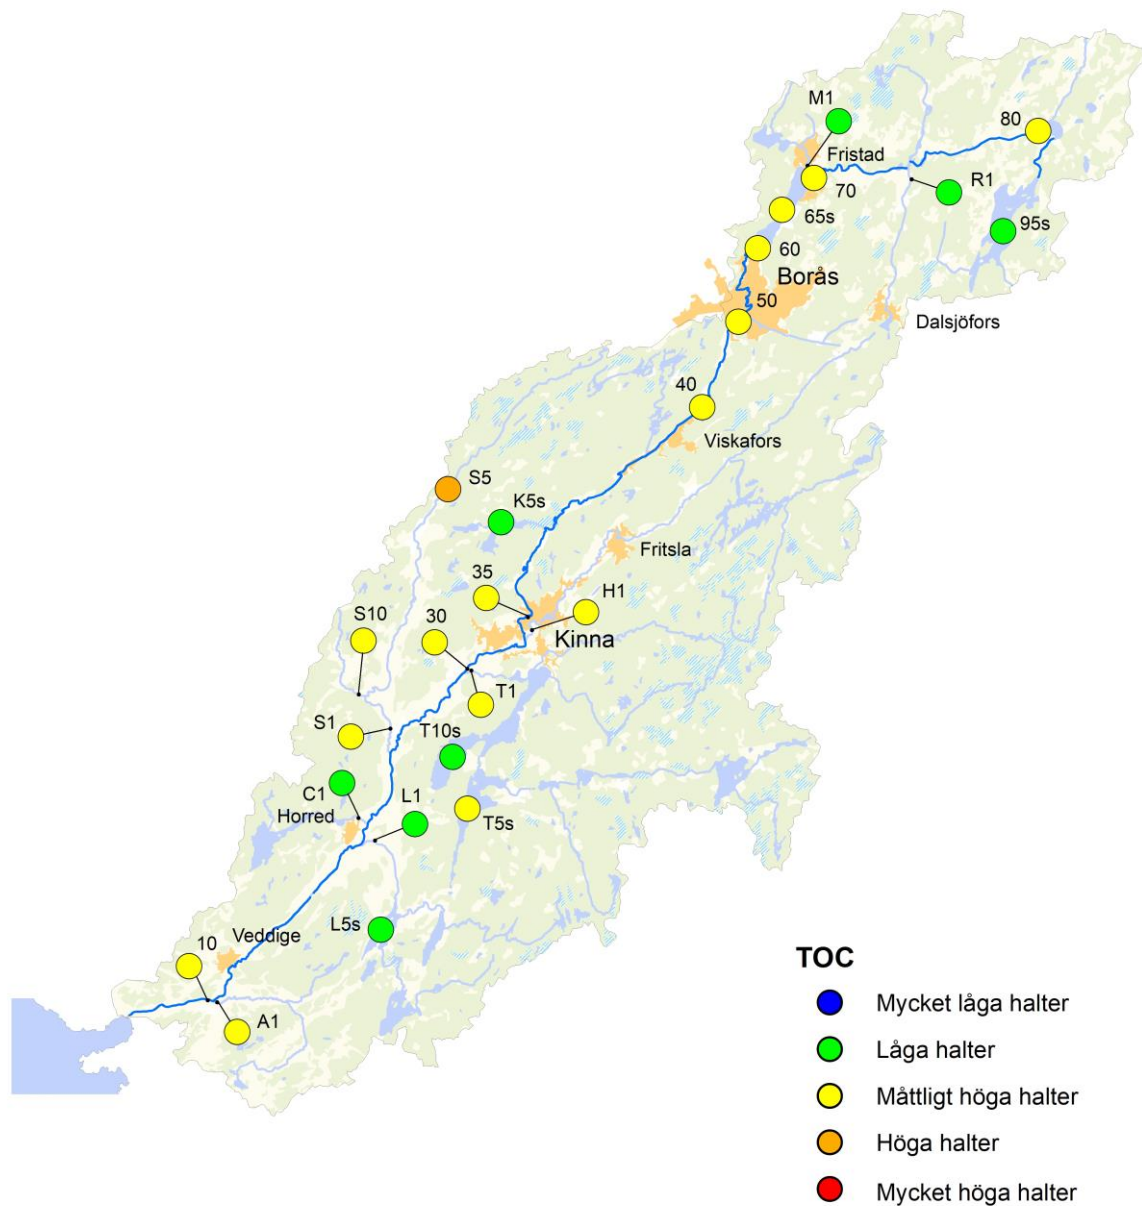 M1
80
Fristad
70
R1
65s
95s
60
Borås
50
Dalsjöfors
40
Viskafors
S5
K5s
Fritsla
35
H1
S10
30
Kinna
T1
S1
T10s
C1
L1
Horred
T5s
L5s
Veddige
10
A1
TOC
Mycket låga halter
Låga halter
Måttligt höga halter
Höga halter
Mycket höga halter